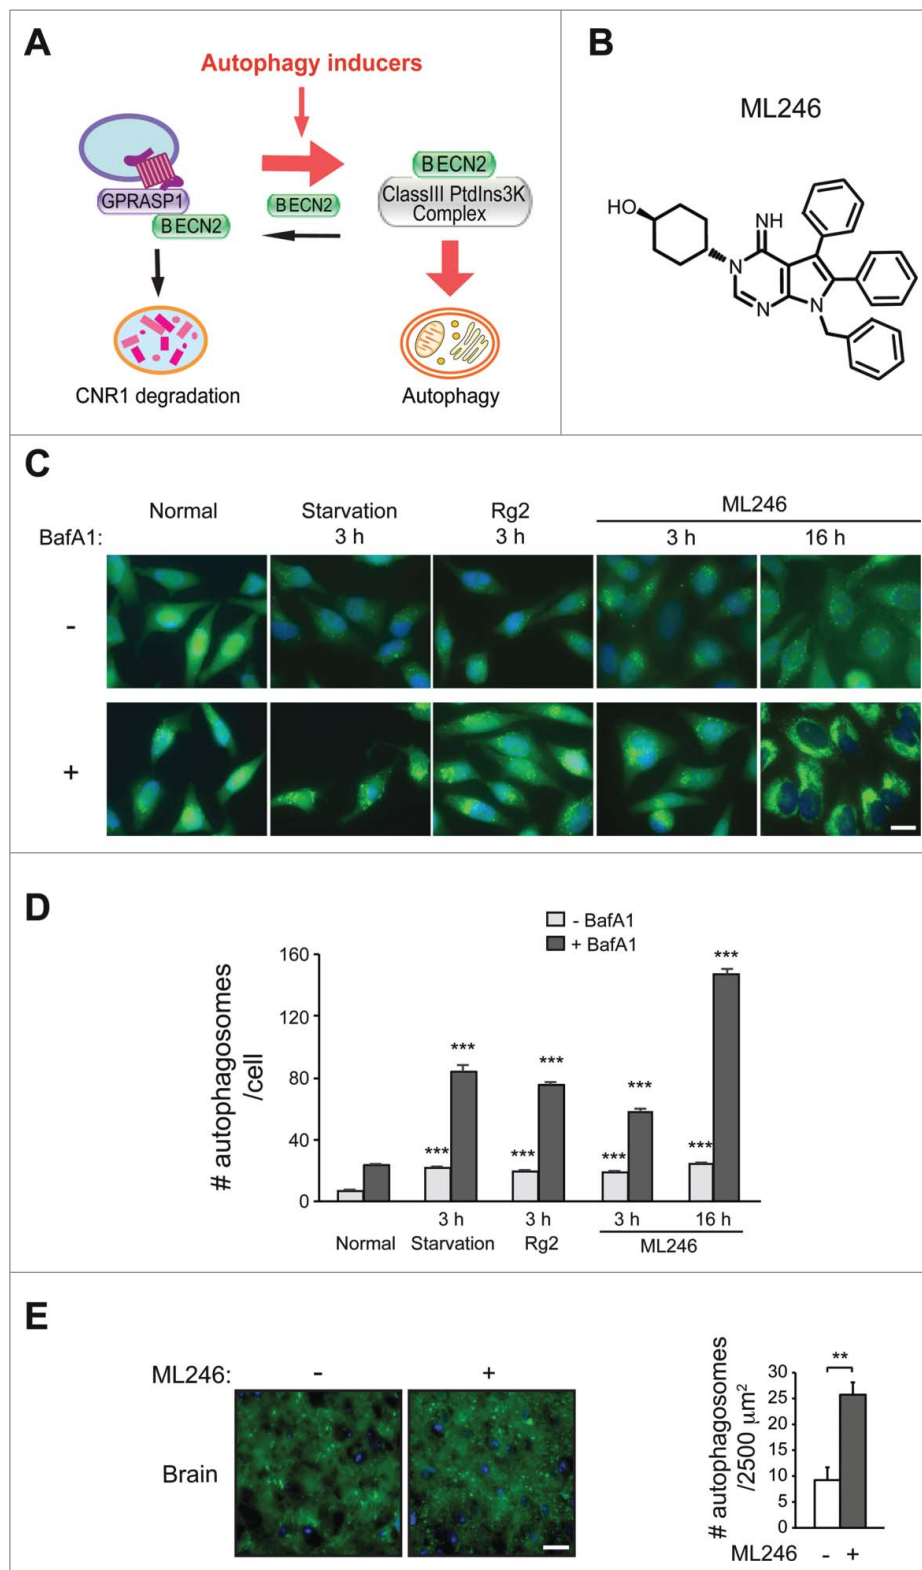 A
Autophagy inducers
GPRASP1
BECN2
BECN2
BECN2
ClassIII PtdIns3K
Complex
CNR1 degradation
Autophagy
B
ML246
HO
NH
N
N
N
C
Normal
Starvation
3 h
Rg2
3 h
ML246
3 h
16 h
BafA1:
-
+
D
- BafA1
+ BafA1
# autophagosomes
/cell
160
120
80
40
0
***
***
***
***
***
***
***
***
3 h
3 h
3 h
16 h
Normal
Starvation
Rg2
ML246
E
ML246:
-
+
Brain
# autophagosomes
/2500 μm²
30
25
20
15
10
5
0
**
ML246
-
+